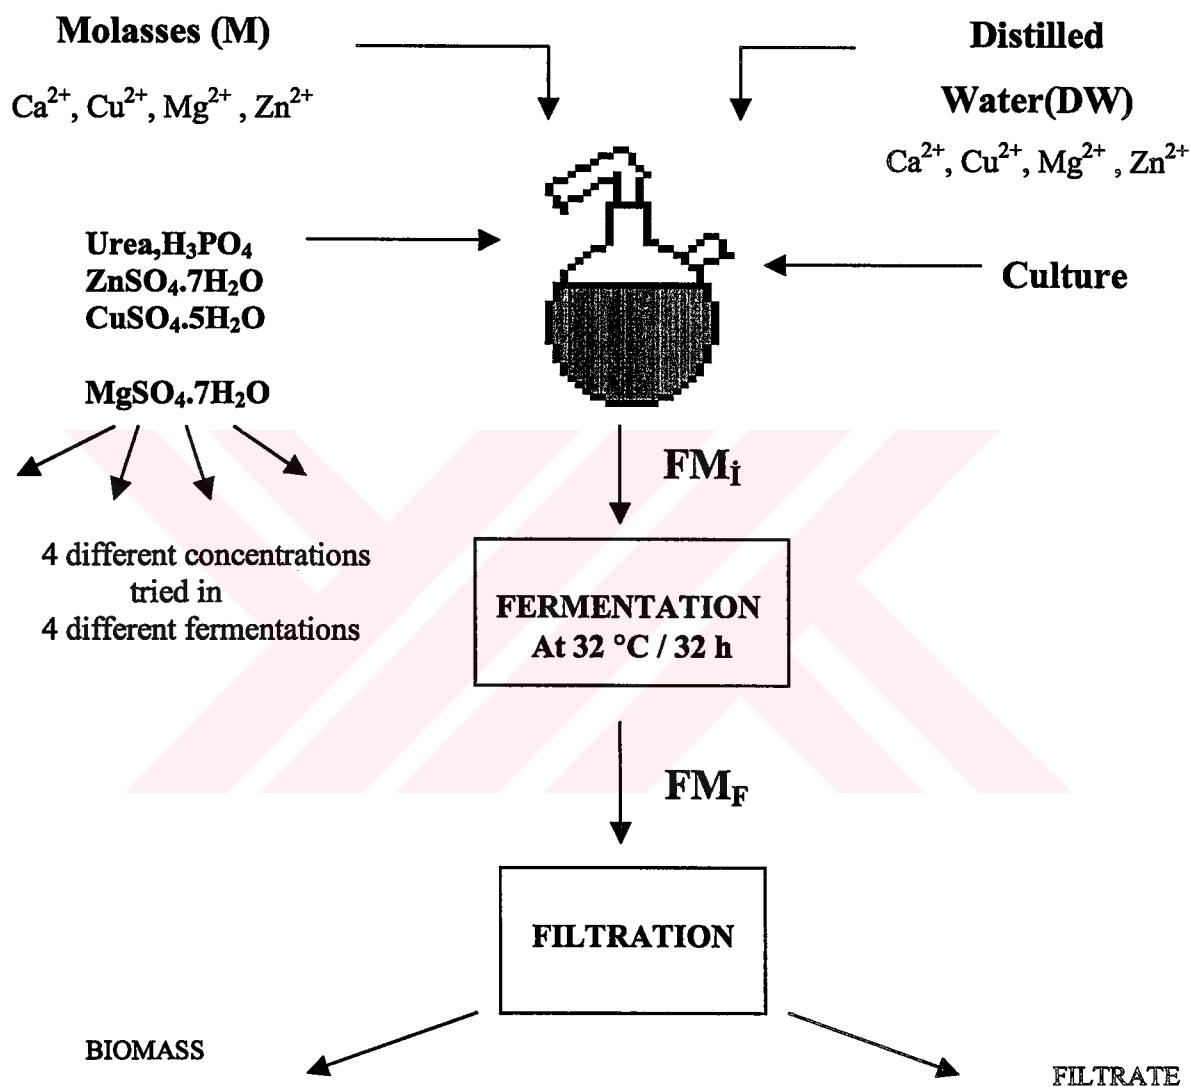 Molasses (M)
Ca²⁺, Cu²⁺, Mg²⁺ , Zn²⁺
Distilled
Water(DW)
Ca²⁺, Cu²⁺, Mg²⁺ , Zn²⁺
Urea,H₃PO₄
ZnSO₄.7H₂O
CuSO₄.5H₂O
MgSO₄.7H₂O
Culture
4 different concentrations
tried in
4 different fermentations
FMİ
FERMENTATION
At 32 °C / 32 h
FM_F
FILTRATION
BIOMASS
FILTRATE